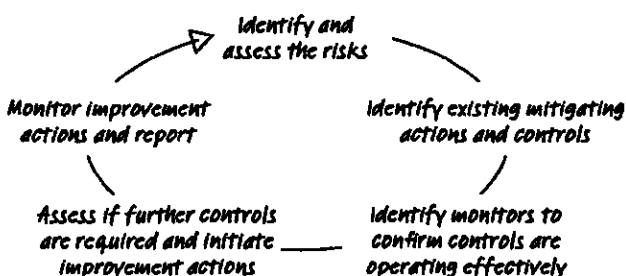 Identify and
assess the risks
Identify existing mitigating
actions and controls
Identify monitors to
confirm controls are
operating effectively
Assess if further controls
are required and initiate
improvement actions
Monitor improvement
actions and report